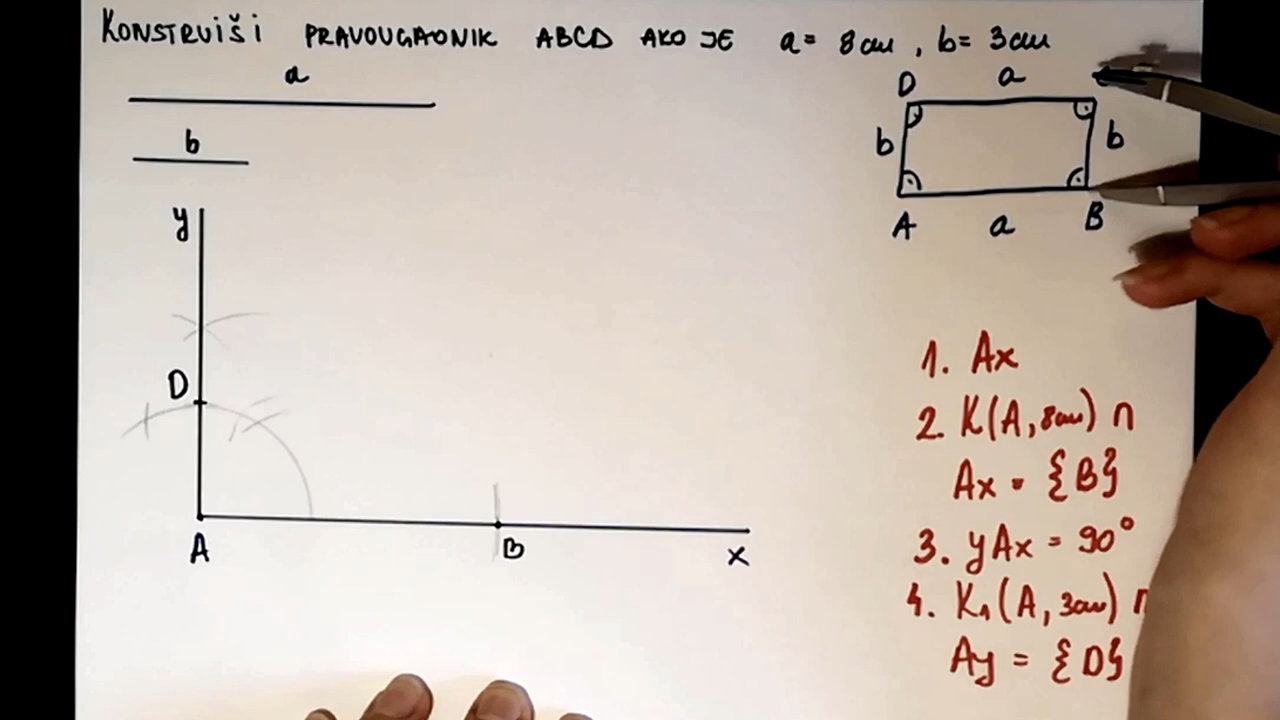 KONSTRUIŠI PRAVOUGAONIK ABCD AKO JE a = 8cm , b = 3cm
a
b
D a
b b
A a B
y
D
A B x
1. Ax
2. K(A, 8cm) ∩
Ax = {B}
3. yAx = 90°
4. K₁(A, 3cm) ∩
Ay = {D}